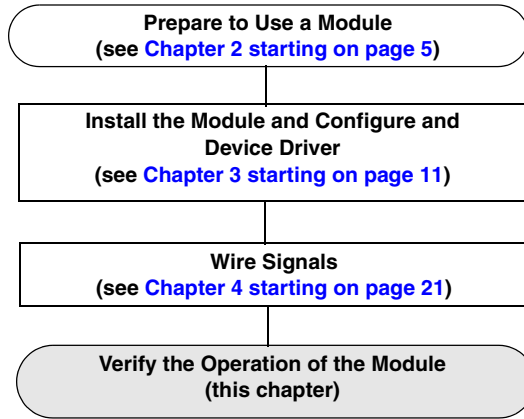 Prepare to Use a Module
(see Chapter 2 starting on page 5)
Install the Module and Configure and
Device Driver
(see Chapter 3 starting on page 11)
Wire Signals
(see Chapter 4 starting on page 21)
Verify the Operation of the Module
(this chapter)